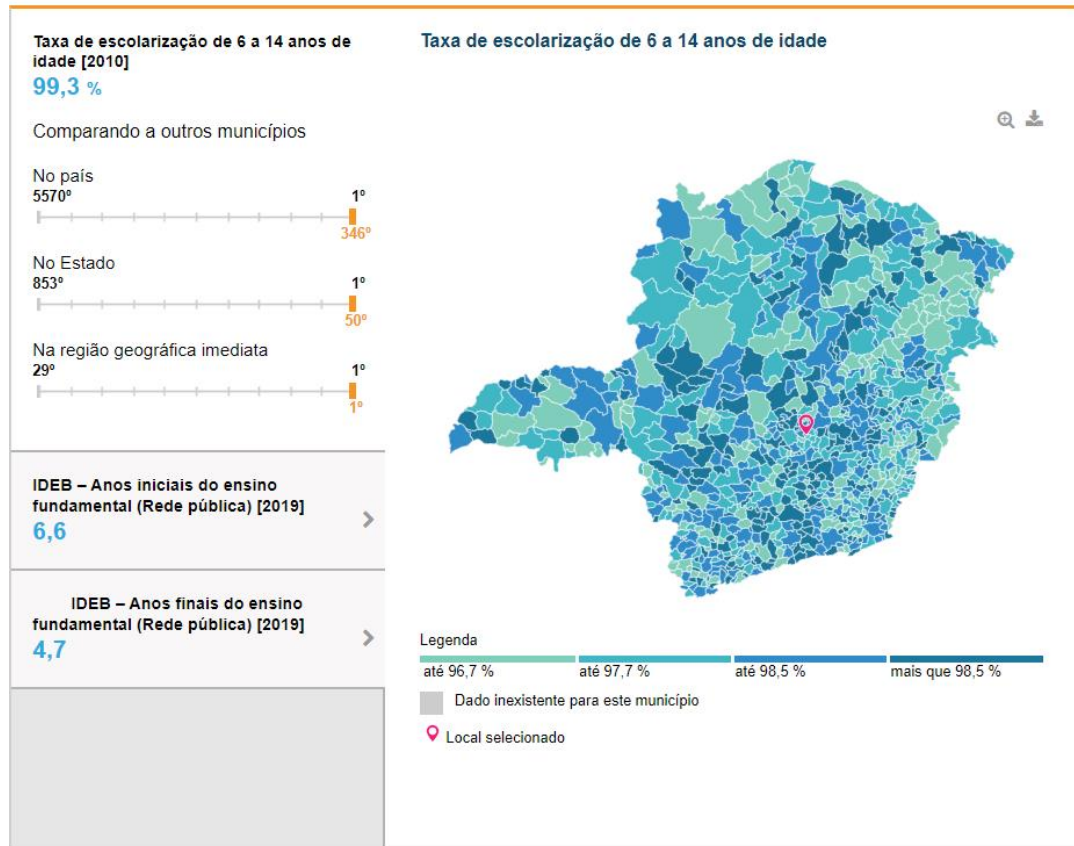 Taxa de escolarização de 6 a 14 anos de
idade [2010]
99,3 %
Comparando a outros municípios
No país
5570º 1º
346º
No Estado
853º 1º
50º
Na região geográfica imediata
29º 1º
1º
IDEB – Anos iniciais do ensino
fundamental (Rede pública) [2019]
6,6
IDEB – Anos finais do ensino
fundamental (Rede pública) [2019]
4,7
Taxa de escolarização de 6 a 14 anos de idade
Legenda
até 96,7 % até 97,7 % até 98,5 % mais que 98,5 %
Dado inexistente para este município
Local selecionado